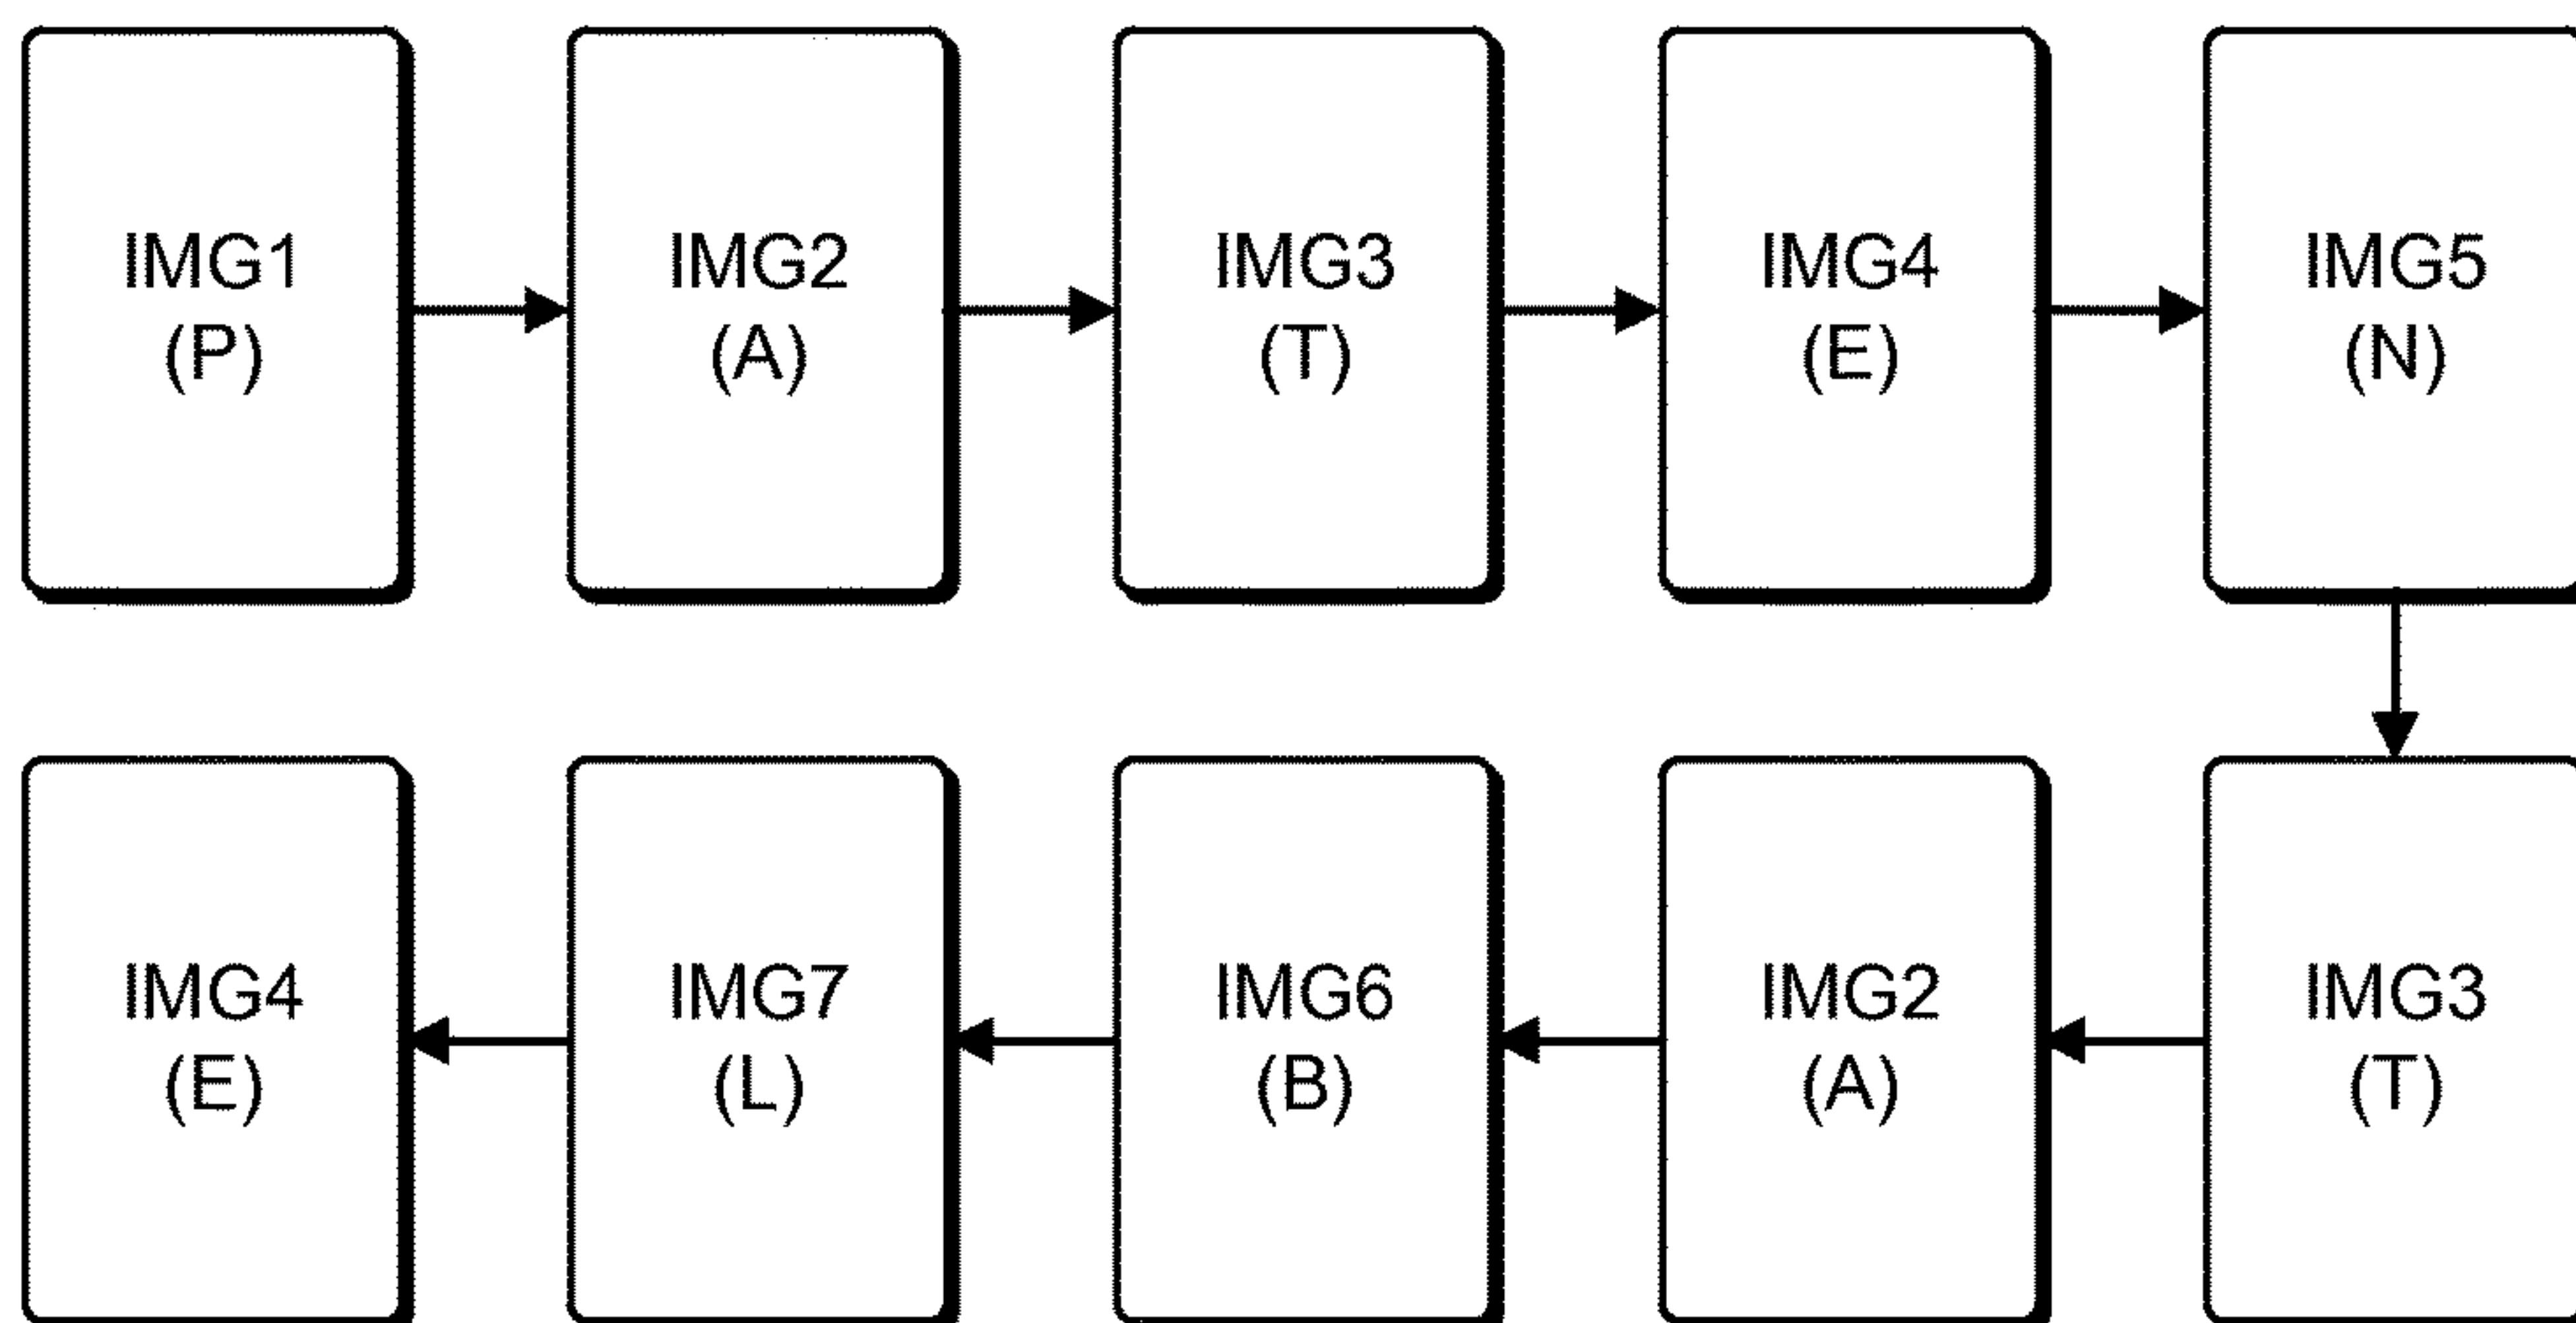 IMG1
(P)
IMG2
(A)
IMG3
(T)
IMG4
(E)
IMG5
(N)
IMG3
(T)
IMG2
(A)
IMG6
(B)
IMG7
(L)
IMG4
(E)